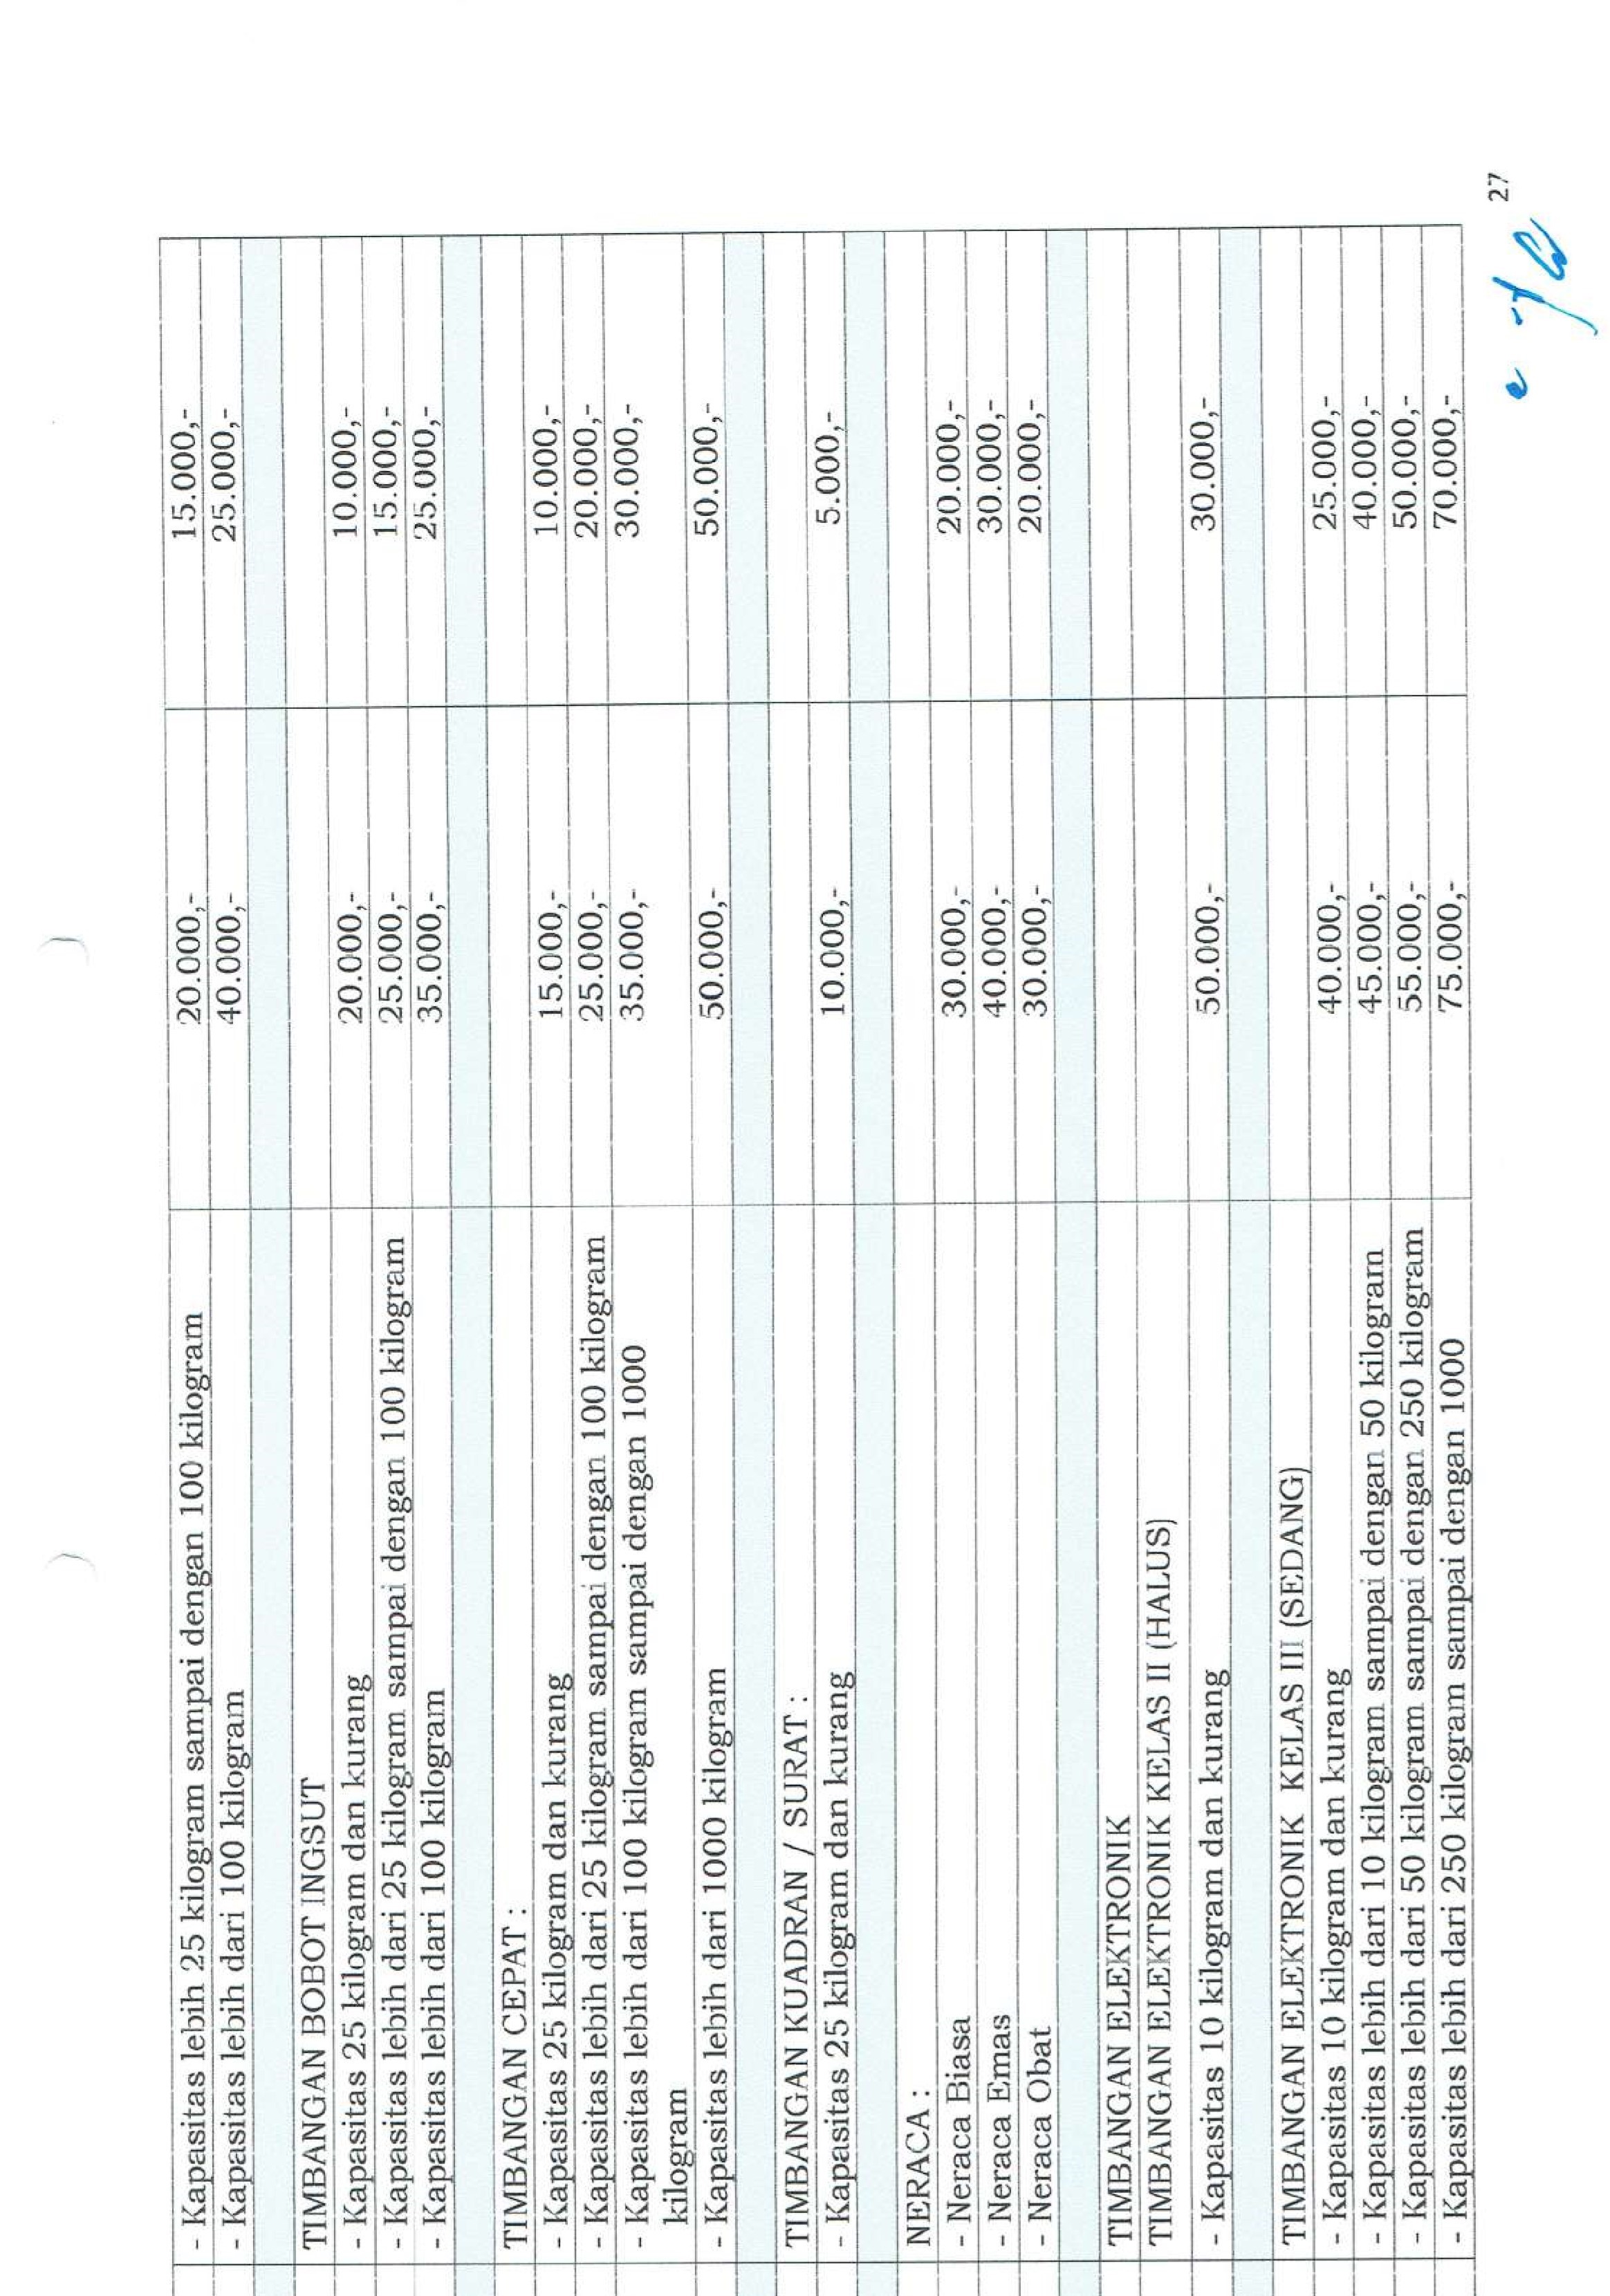 - Kapasitas lebih 25 kilogram sampai dengan 100 kilogram 20.000,- 15.000,-
- Kapasitas lebih dari 100 kilogram 40.000,- 25.000,-
TIMBANGAN BOBOT INGSUT
- Kapasitas 25 kilogram dan kurang 20.000,- 10.000,-
- Kapasitas lebih dari 25 kilogram sampai dengan 100 kilogram 25.000,- 15.000,-
- Kapasitas lebih dari 100 kilogram 35.000,- 25.000,-
TIMBANGAN CEPAT :
- Kapasitas 25 kilogram dan kurang 15.000,- 10.000,-
- Kapasitas lebih dari 25 kilogram sampai dengan 100 kilogram 25.000,- 20.000,-
- Kapasitas lebih dari 100 kilogram sampai dengan 1000 35.000,- 30.000,-
kilogram
- Kapasitas lebih dari 1000 kilogram 50.000,- 50.000,-
TIMBANGAN KUADRAN / SURAT :
- Kapasitas 25 kilogram dan kurang 10.000,- 5.000,-
NERACA :
- Neraca Biasa 30.000,- 20.000,-
- Neraca Emas 40.000,- 30.000,-
- Neraca Obat 30.000,- 20.000,-
TIMBANGAN ELEKTRONIK
TIMBANGAN ELEKTRONIK KELAS II (HALUS)
- Kapasitas 10 kilogram dan kurang 50.000,- 30.000,-
TIMBANGAN ELEKTRONIK KELAS III (SEDANG)
- Kapasitas 10 kilogram dan kurang 40.000,- 25.000,-
- Kapasitas lebih dari 10 kilogram sampai dengan 50 kilogram 45.000,- 40.000,-
- Kapasitas lebih dari 50 kilogram sampai dengan 250 kilogram 55.000,- 50.000,-
- Kapasitas lebih dari 250 kilogram sampai dengan 1000 75.000,- 70.000,-
27